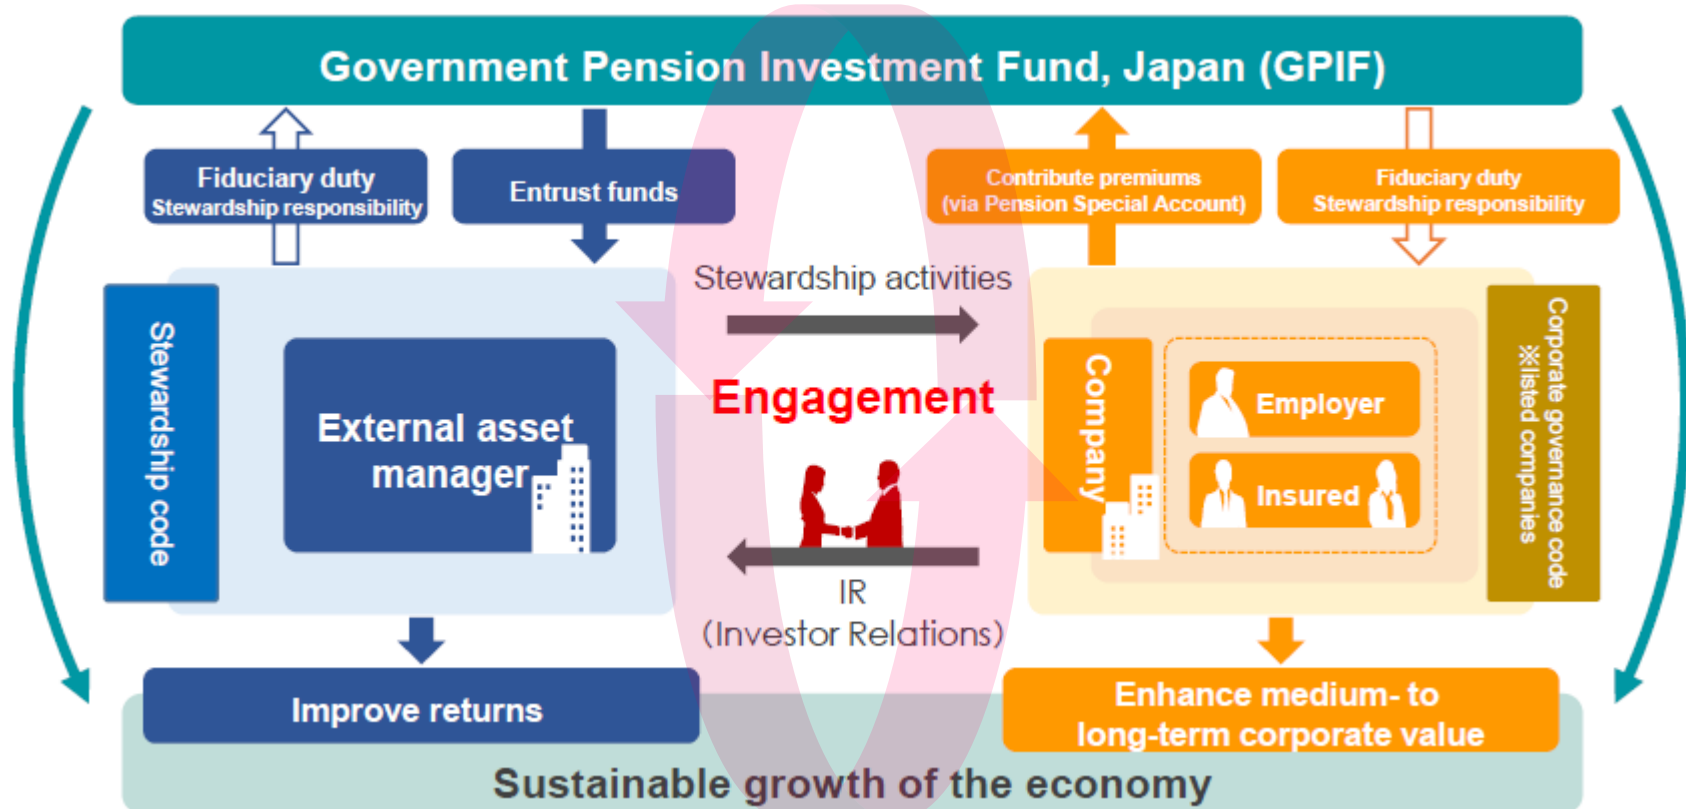 Government Pension Investment Fund, Japan (GPIF)
Fiduciary duty
Stewardship responsibility
Entrust funds
Contribute premiums
(via Pension Special Account)
Fiduciary duty
Stewardship responsibility
Stewardship activities
Stewardship code
External asset
manager
Engagement
Company
Employer
Insured
Corporate governance code
※listed companies
IR
（Investor Relations）
Improve returns
Enhance medium- to
long-term corporate value
Sustainable growth of the economy